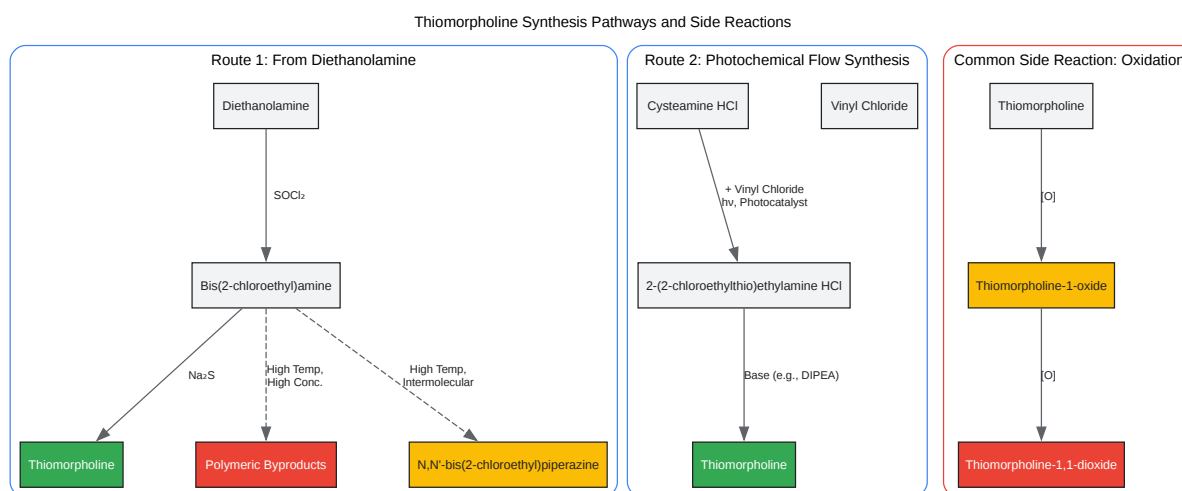 Thiomorpholine Synthesis Pathways and Side Reactions
Route 1: From Diethanolamine
Diethanolamine
SOCl₂
Bis(2-chloroethyl)amine
Na₂S
High Temp,
High Conc.
High Temp,
Intermolecular
Thiomorpholine
Polymeric Byproducts
N,N'-bis(2-chloroethyl)piperazine
Route 2: Photochemical Flow Synthesis
Cysteamine HCl
Vinyl Chloride
+ Vinyl Chloride
hν, Photocatalyst
2-(2-chloroethylthio)ethylamine HCl
Base (e.g., DIPEA)
Thiomorpholine
Common Side Reaction: Oxidation
Thiomorpholine
[O]
Thiomorpholine-1-oxide
[O]
Thiomorpholine-1,1-dioxide